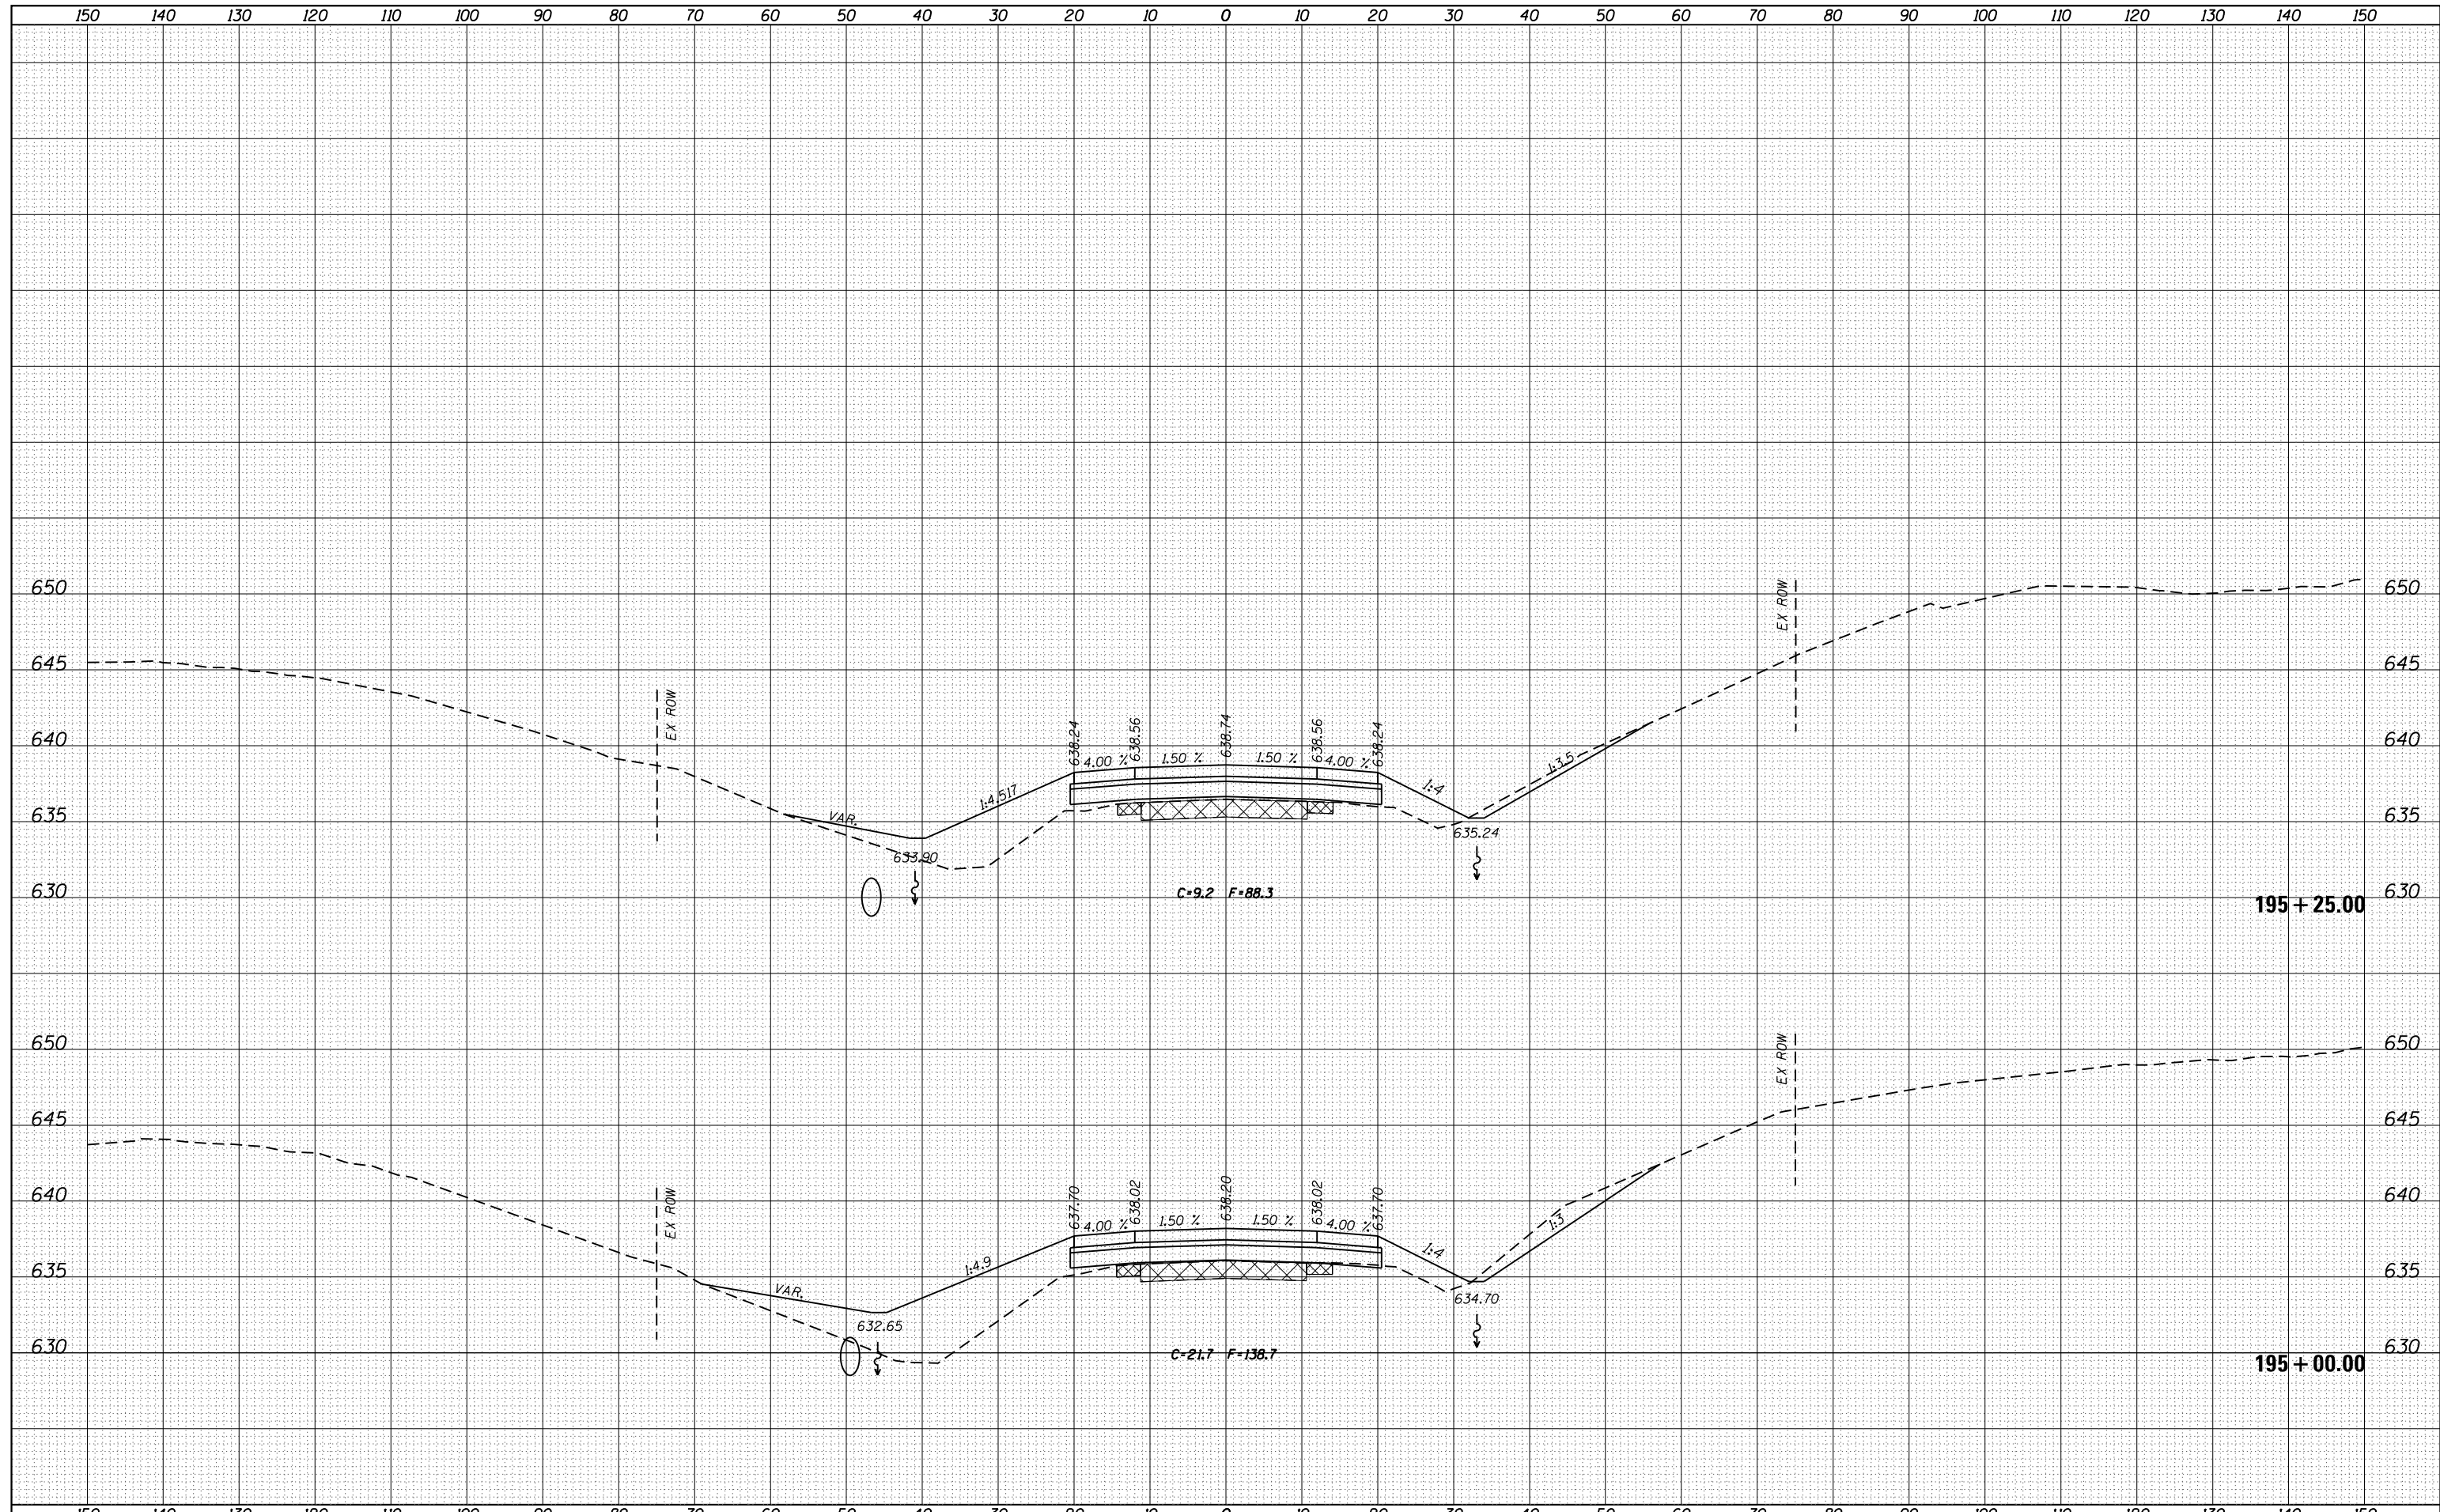 150 140 130 120 110 100 90 80 70 60 50 40 30 20 10 0 10 20 30 40 50 60 70 80 90 100 110 120 130 140 150
650 EX ROW 650
645 EX ROW 645
640 638.24 638.56 638.74 638.56 638.24 640
4.00 % 1.50 % 1.50 % 4.00 % 1:3.5
1:4.517 1:4
635 VAR. 635
633.90 635.24
630 C=9.2 F=88.3 630
195+25.00
650 EX ROW 650
645 645
640 EX ROW 637.70 638.02 638.20 638.02 637.70 640
4.00 % 1.50 % 1.50 % 4.00 % 1:3
1:4.9 1:4
635 VAR. 635
632.65 634.70
630 C=21.7 F=138.7 630
195+00.00